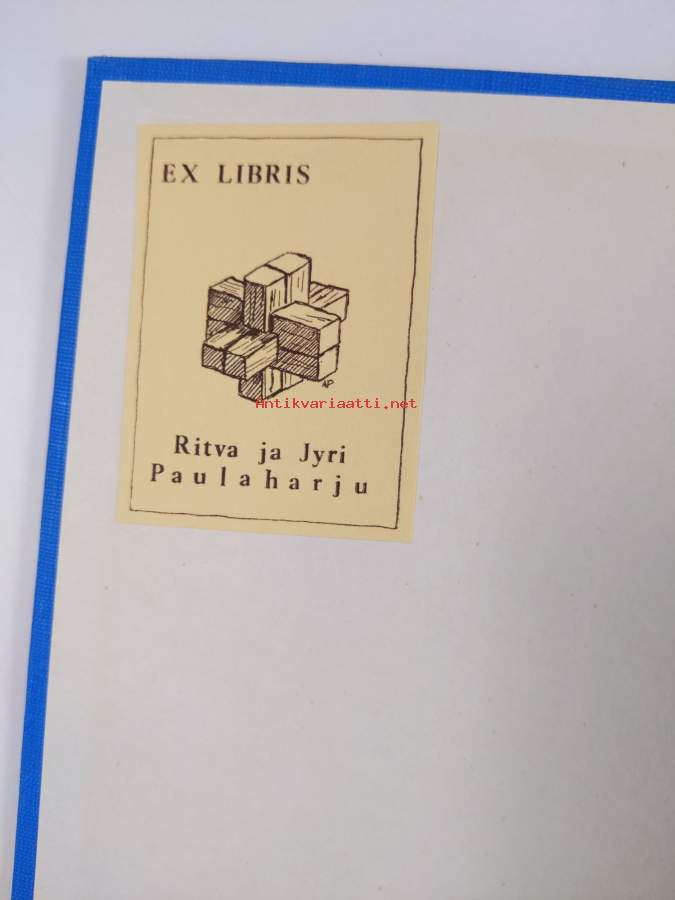 EX LIBRIS
AP
Antikvariaatti.net
Ritva ja Jyri
Paulaharju